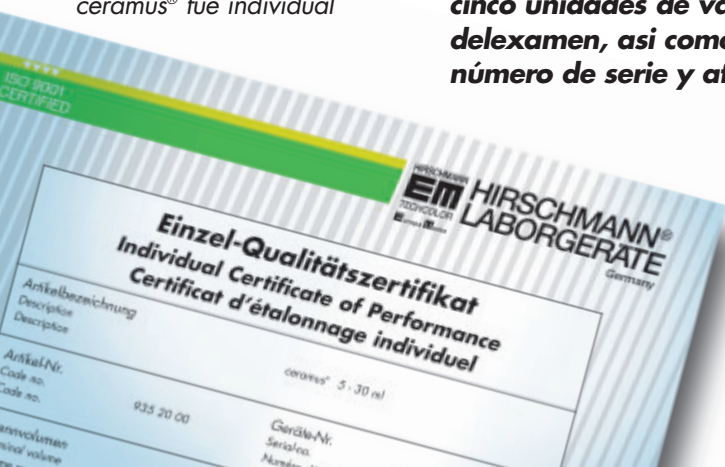 ceramus® fue individual
cinco unidades de va
delexamen, asi como
número de serie y af
ISO 9001
CERTIFIED
HIRSCHMANN
EM
TECHCOLOR
HIRSCHMANN®
LABORGERÄTE
Germany
Einzel-Qualitätszertifikat
Individual Certificate of Performance
Certificat d'étalonnage individuel
Artikelbezeichnung
Description
Description
ceramus® 5 - 30 ml
Artikel-Nr.
Code no.
Code no.
935 20 00
Geräte-Nr.
Serial no.